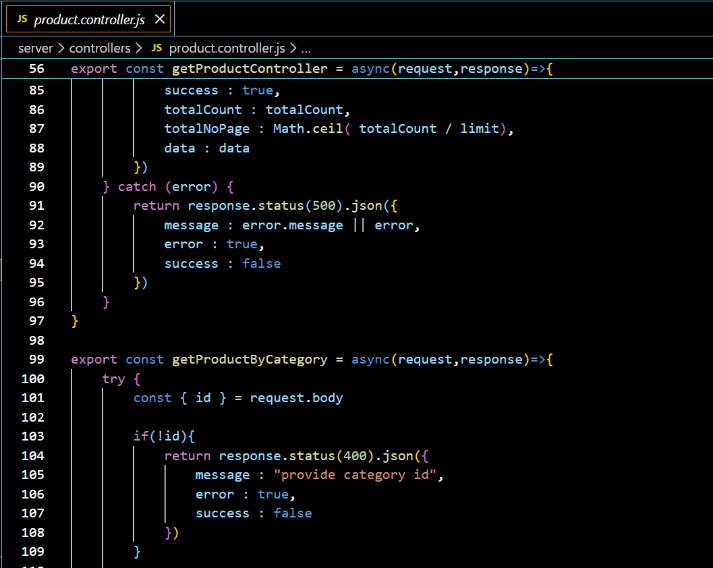 JS product.controller.js ×
server > controllers > JS product.controller.js > ...
56 export const getProductController = async(request,response)=>{
85 success : true,
86 totalCount : totalCount,
87 totalNoPage : Math.ceil( totalCount / limit),
88 data : data
89 })
90 } catch (error) {
91 return response.status(500).json({
92 message : error.message || error,
93 error : true,
94 success : false
95 })
96 }
97 }
98
99 export const getProductByCategory = async(request,response)=>{
100 try {
101 const { id } = request.body
102
103 if(!id){
104 return response.status(400).json({
105 message : "provide category id",
106 error : true,
107 success : false
108 })
109 }